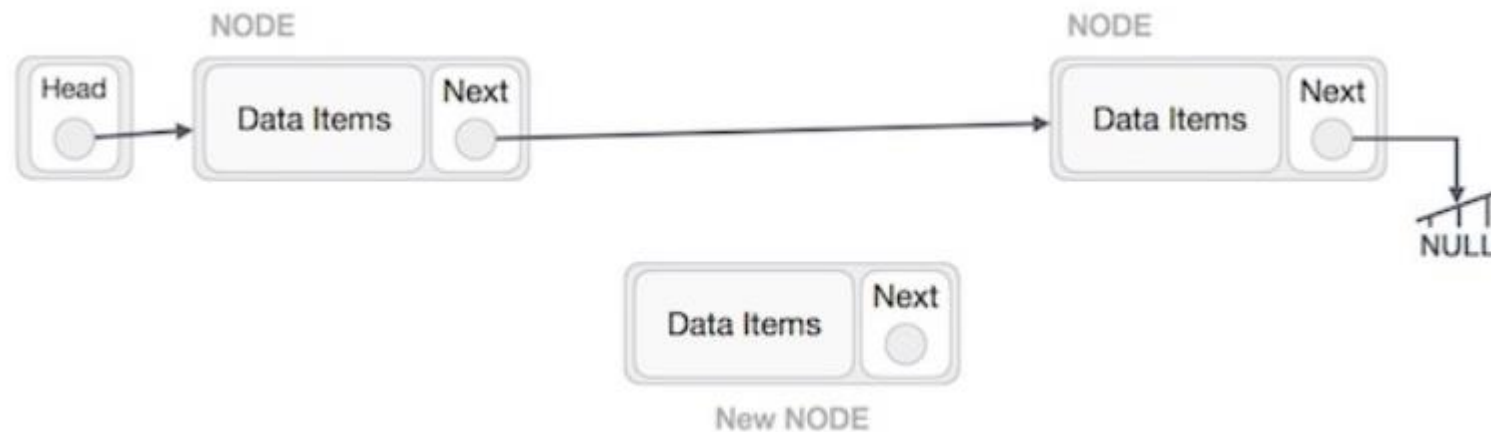 NODE
NODE
Head
Data Items
Next
Data Items
Next
NULL
Data Items
Next
New NODE